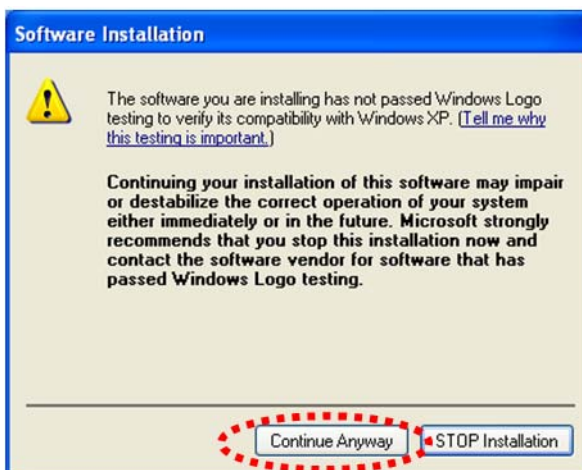 Software Installation
The software you are installing has not passed Windows Logo
testing to verify its compatibility with Windows XP. (Tell me why
this testing is important.)
Continuing your installation of this software may impair
or destabilize the correct operation of your system
either immediately or in the future. Microsoft strongly
recommends that you stop this installation now and
contact the software vendor for software that has
passed Windows Logo testing.
Continue Anyway STOP Installation